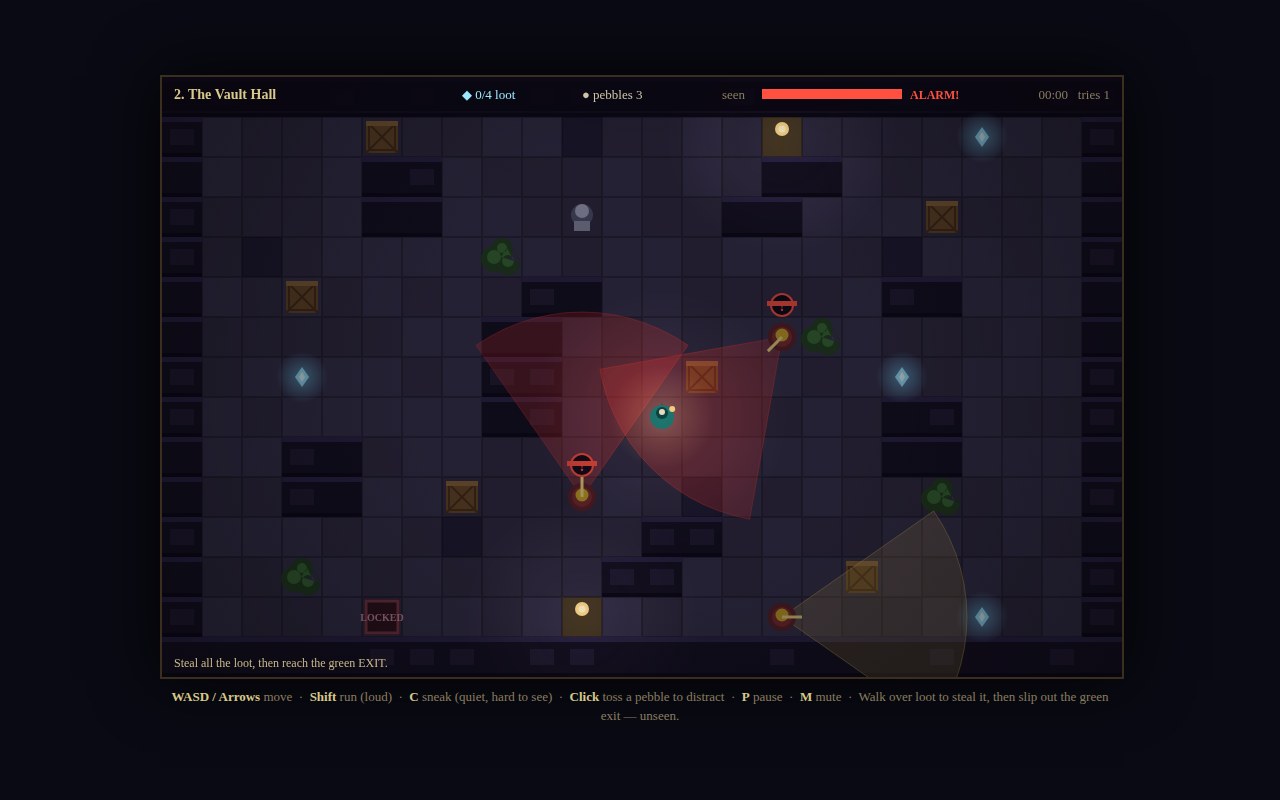 2. The Vault Hall
◆ 0/4 loot
● pebbles 3
seen
ALARM!
00:00 tries 1
LOCKED
Steal all the loot, then reach the green EXIT.
WASD / Arrows move · Shift run (loud) · C sneak (quiet, hard to see) · Click toss a pebble to distract · P pause · M mute · Walk over loot to steal it, then slip out the green
exit — unseen.